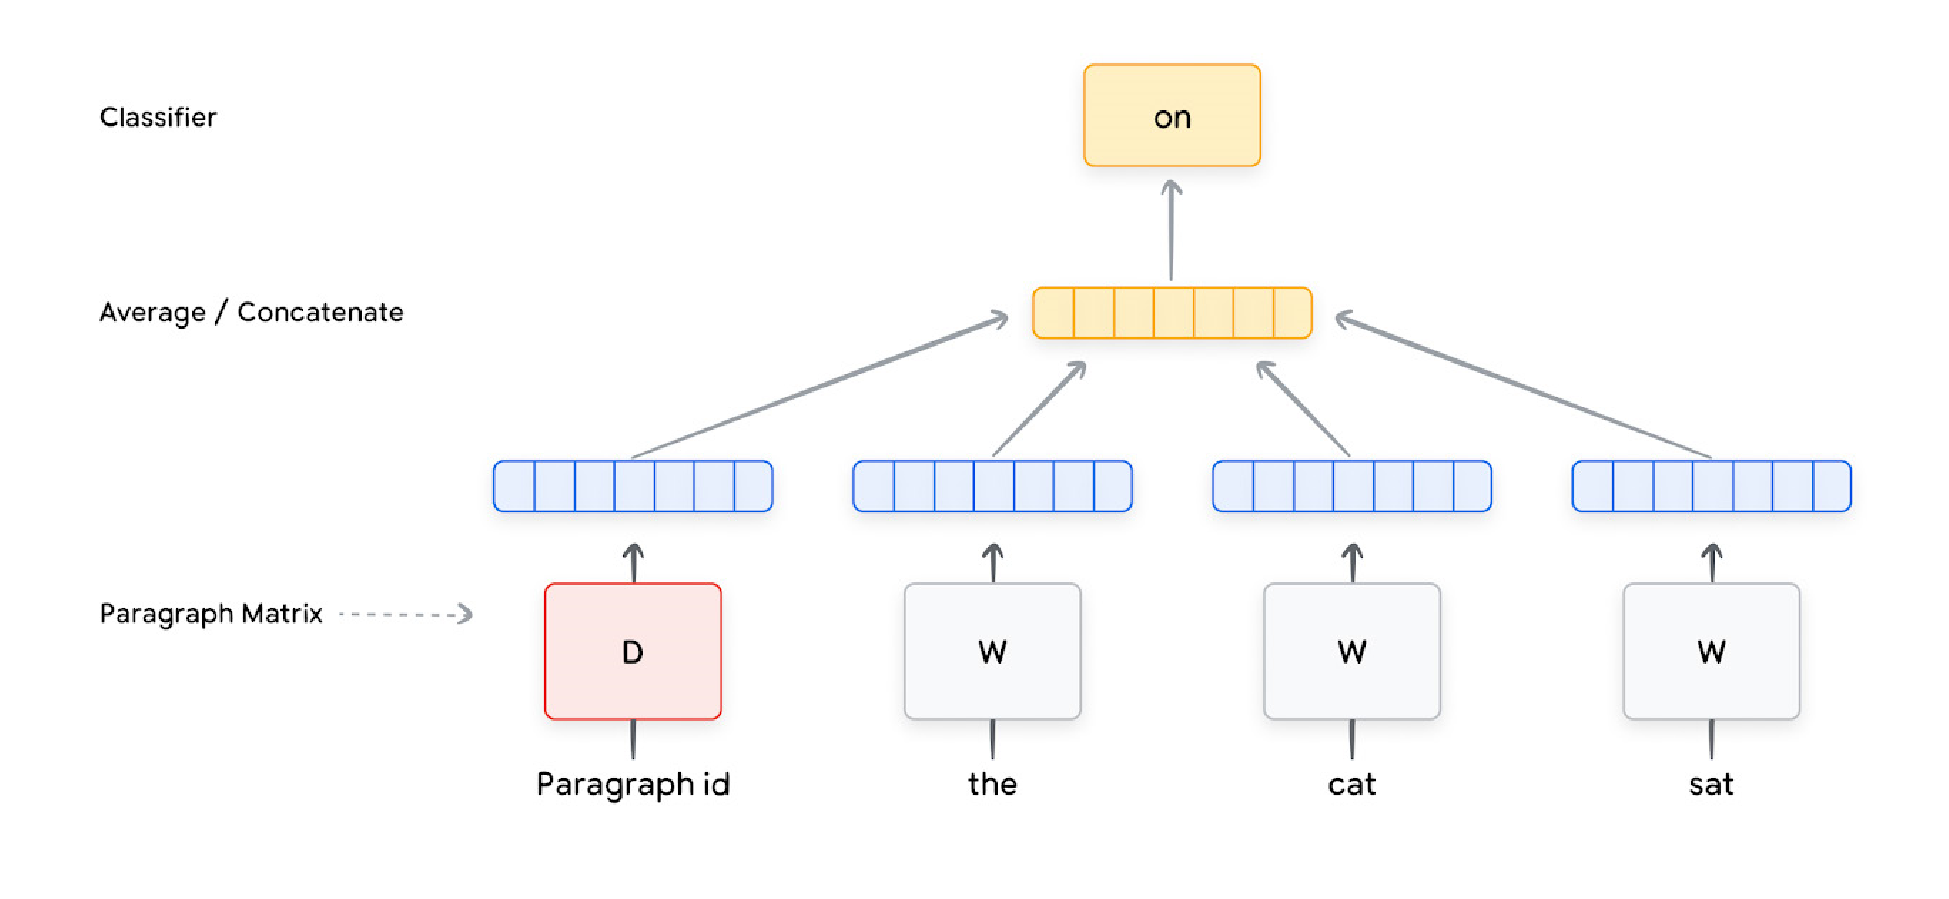 Classifier
on
Average / Concatenate
Paragraph Matrix
D
W
W
W
Paragraph id
the
cat
sat